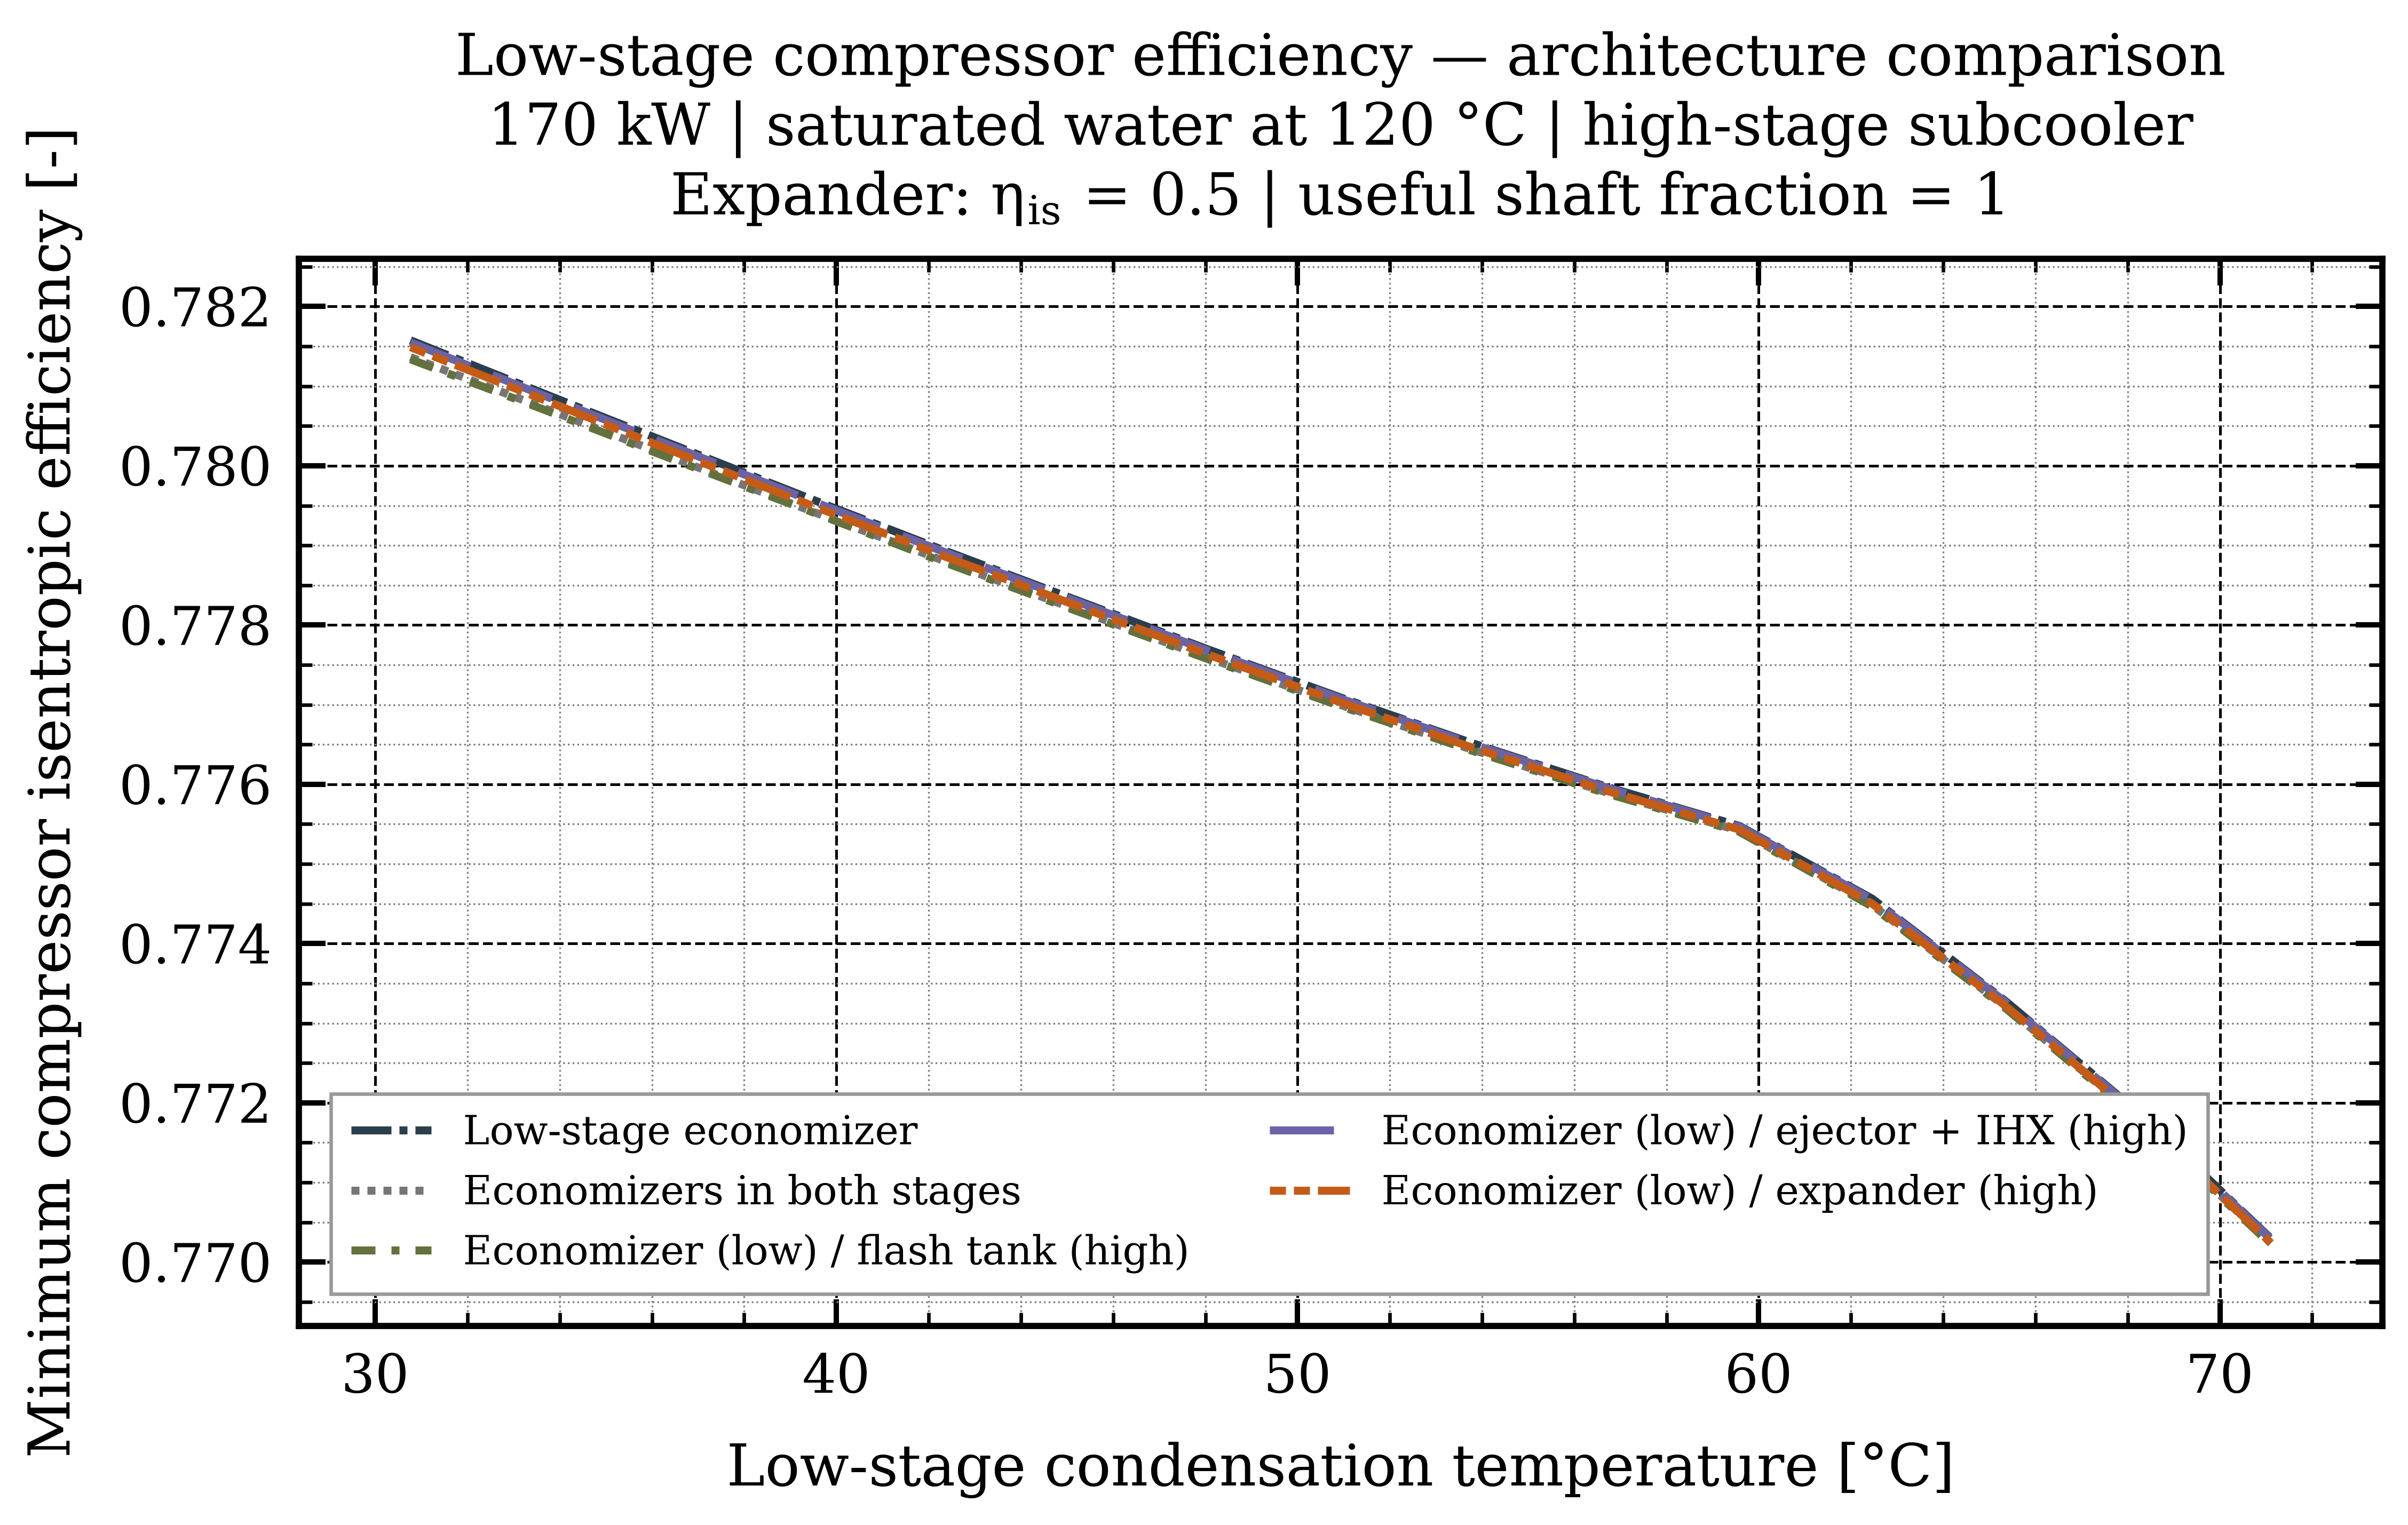 Low-stage compressor efficiency — architecture comparison
170 kW | saturated water at 120 °C | high-stage subcooler
Expander: ηis = 0.5 | useful shaft fraction = 1
Minimum compressor isentropic efficiency [-]
0.782
0.780
0.778
0.776
0.774
0.772
0.770
Low-stage economizer
Economizers in both stages
Economizer (low) / flash tank (high)
Economizer (low) / ejector + IHX (high)
Economizer (low) / expander (high)
30 40 50 60 70
Low-stage condensation temperature [°C]